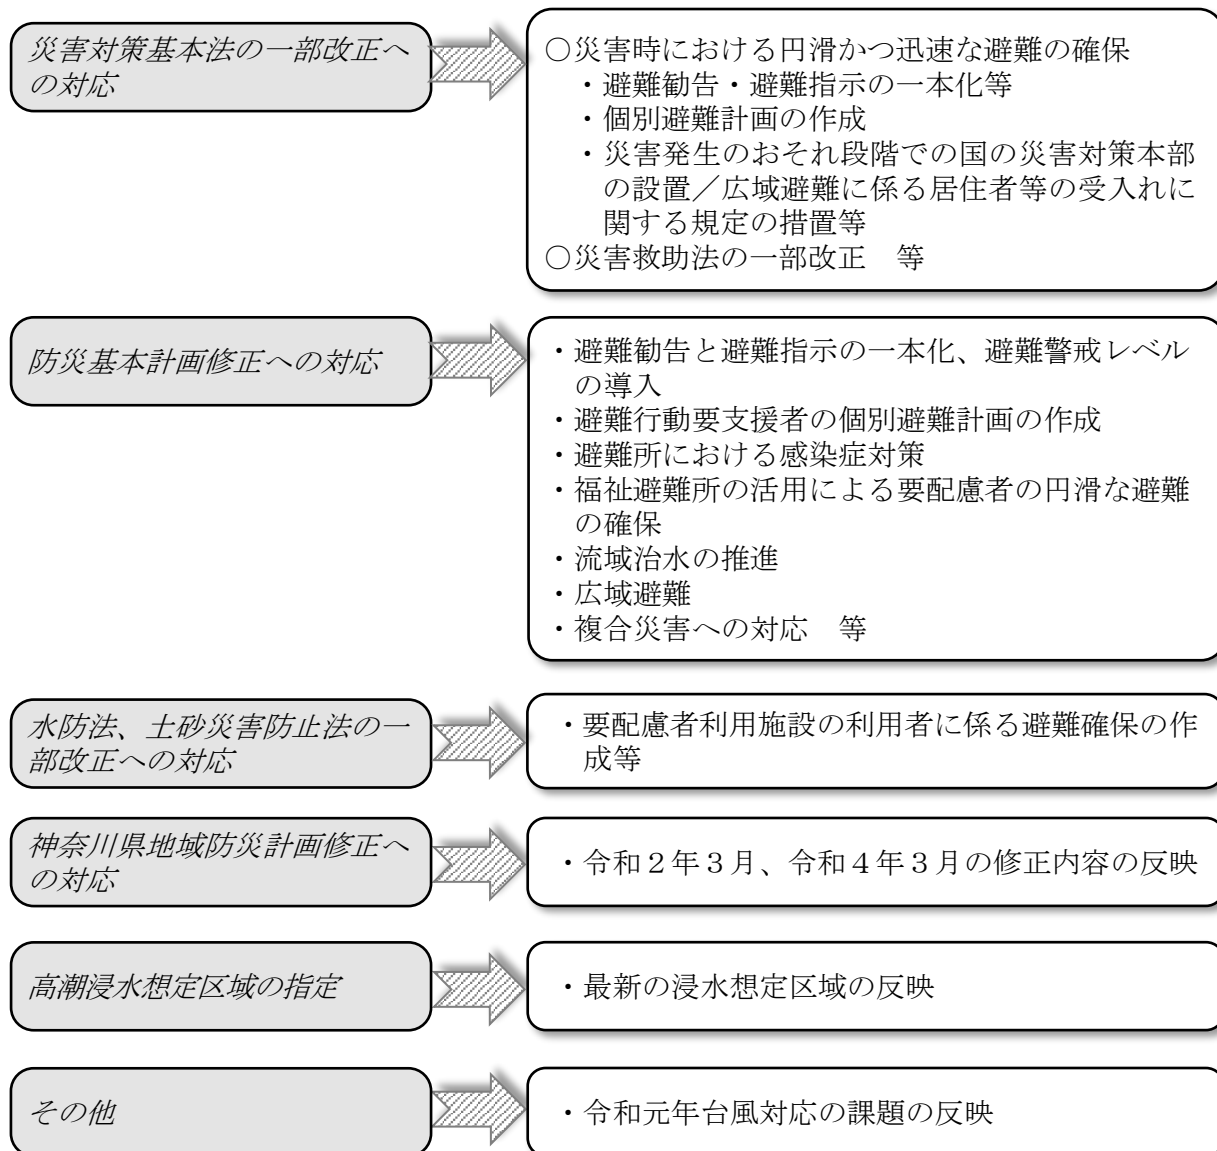 災害対策基本法の一部改正へ
の対応
○災害時における円滑かつ迅速な避難の確保
・避難勧告・避難指示の一本化等
・個別避難計画の作成
・災害発生のおそれ段階での国の災害対策本部
の設置／広域避難に係る居住者等の受入れに
関する規定の措置等
○災害救助法の一部改正　等
防災基本計画修正への対応
・避難勧告と避難指示の一本化、避難警戒レベル
の導入
・避難行動要支援者の個別避難計画の作成
・避難所における感染症対策
・福祉避難所の活用による要配慮者の円滑な避難
の確保
・流域治水の推進
・広域避難
・複合災害への対応　等
水防法、土砂災害防止法の一
部改正への対応
・要配慮者利用施設の利用者に係る避難確保の作
成等
神奈川県地域防災計画修正へ
の対応
・令和２年３月、令和４年３月の修正内容の反映
高潮浸水想定区域の指定
・最新の浸水想定区域の反映
その他
・令和元年台風対応の課題の反映